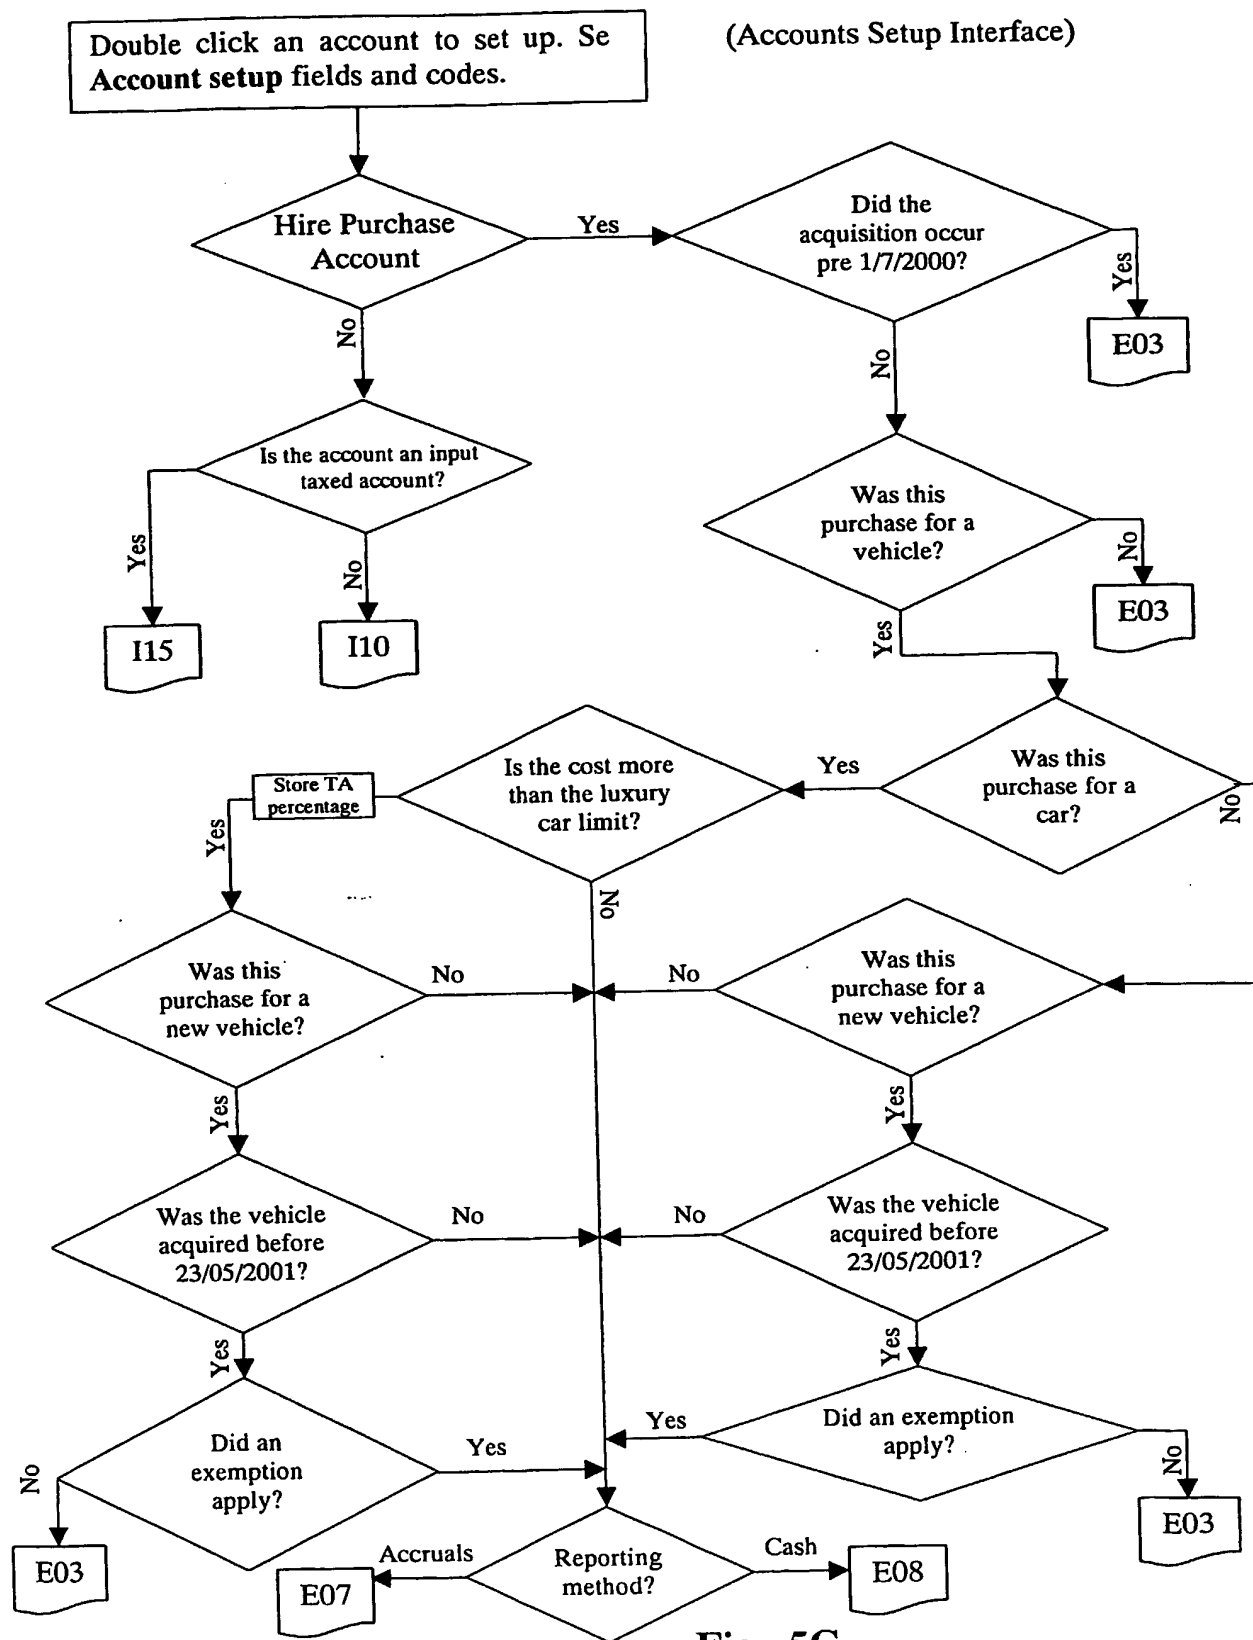 Double click an account to set up. Se
Account setup fields and codes.
(Accounts Setup Interface)
Hire Purchase
Account
Yes
Did the
acquisition occur
pre 1/7/2000?
Yes
E03
No
No
Is the account an input
taxed account?
Yes
No
I15
I10
Was this
purchase for a
vehicle?
No
E03
Yes
Was this
purchase for a
car?
Yes
No
Is the cost more
than the luxury
car limit?
Store TA
percentage
Yes
No
Was this
purchase for a
new vehicle?
No
No
Was this
purchase for a
new vehicle?
Yes
Yes
Was the vehicle
acquired before
23/05/2001?
No
No
Was the vehicle
acquired before
23/05/2001?
Yes
Yes
Did an
exemption
apply?
Yes
Yes
Did an exemption
apply?
No
No
E03
E03
Reporting
method?
Accruals
Cash
E07
E08